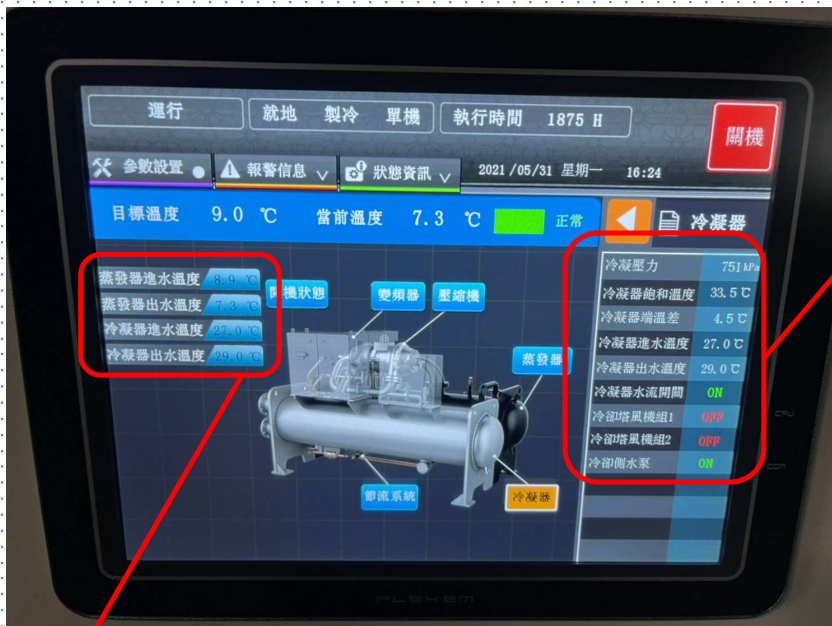 運行
就地 製冷 單機
執行時間 1875 H
關機
參數設置
報警信息
狀態資訊
2021/05/31 星期一 16:24
目標溫度 9.0 ℃
當前溫度 7.3 ℃
正常
冷凝器
蒸發器進水溫度 8.9 ℃
蒸發器出水溫度 7.3 ℃
冷凝器進水溫度 27.0 ℃
冷凝器出水溫度 29.0 ℃
機狀態
變頻器
壓縮機
蒸發器
節流系統
冷凝器
冷凝壓力 751 kPa
冷凝器飽和溫度 33.5 ℃
冷凝器端溫差 4.5 ℃
冷凝器進水溫度 27.0 ℃
冷凝器出水溫度 29.0 ℃
冷凝器水流開關 ON
冷卻塔風機組1 OFF
冷卻塔風機組2 OFF
冷卻側水泵 ON
CPU
COM
FLEXEM